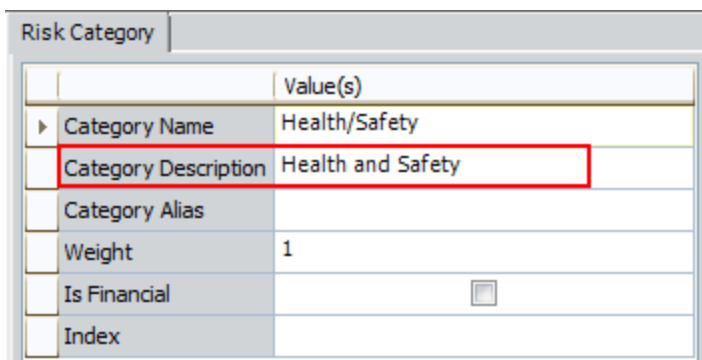 Risk Category
Value(s)
Category Name Health/Safety
Category Description Health and Safety
Category Alias
Weight 1
Is Financial
Index